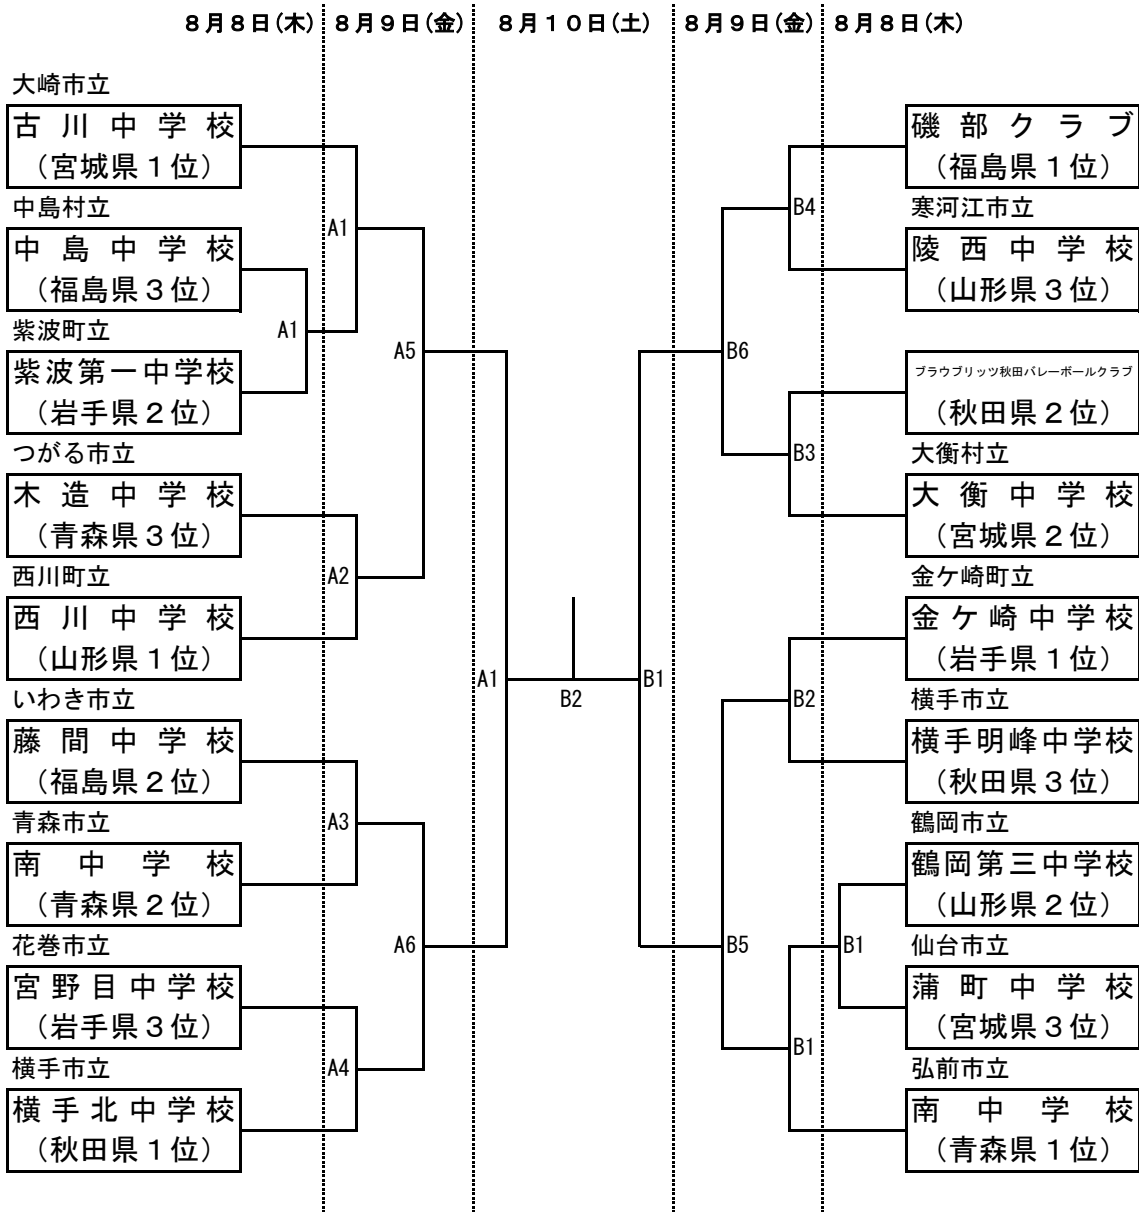 ８月８日(木)
８月９日(金)
８月１０日(土)
８月９日(金)
８月８日(木)
大崎市立
古川中学校
（宮城県１位）
中島村立
中島中学校
（福島県３位）
紫波町立
紫波第一中学校
（岩手県２位）
つがる市立
木造中学校
（青森県３位）
西川町立
西川中学校
（山形県１位）
いわき市立
藤間中学校
（福島県２位）
青森市立
南中学校
（青森県２位）
花巻市立
宮野目中学校
（岩手県３位）
横手市立
横手北中学校
（秋田県１位）
A1
A1
A2
A3
A4
A5
A6
A1
B2
B1
B6
B5
B4
B3
B2
B1
B1
磯部クラブ
（福島県１位）
寒河江市立
陵西中学校
（山形県３位）
ブラウブリッツ秋田バレーボールクラブ
（秋田県２位）
大衡村立
大衡中学校
（宮城県２位）
金ケ崎町立
金ケ崎中学校
（岩手県１位）
横手市立
横手明峰中学校
（秋田県３位）
鶴岡市立
鶴岡第三中学校
（山形県２位）
仙台市立
蒲町中学校
（宮城県３位）
弘前市立
南中学校
（青森県１位）